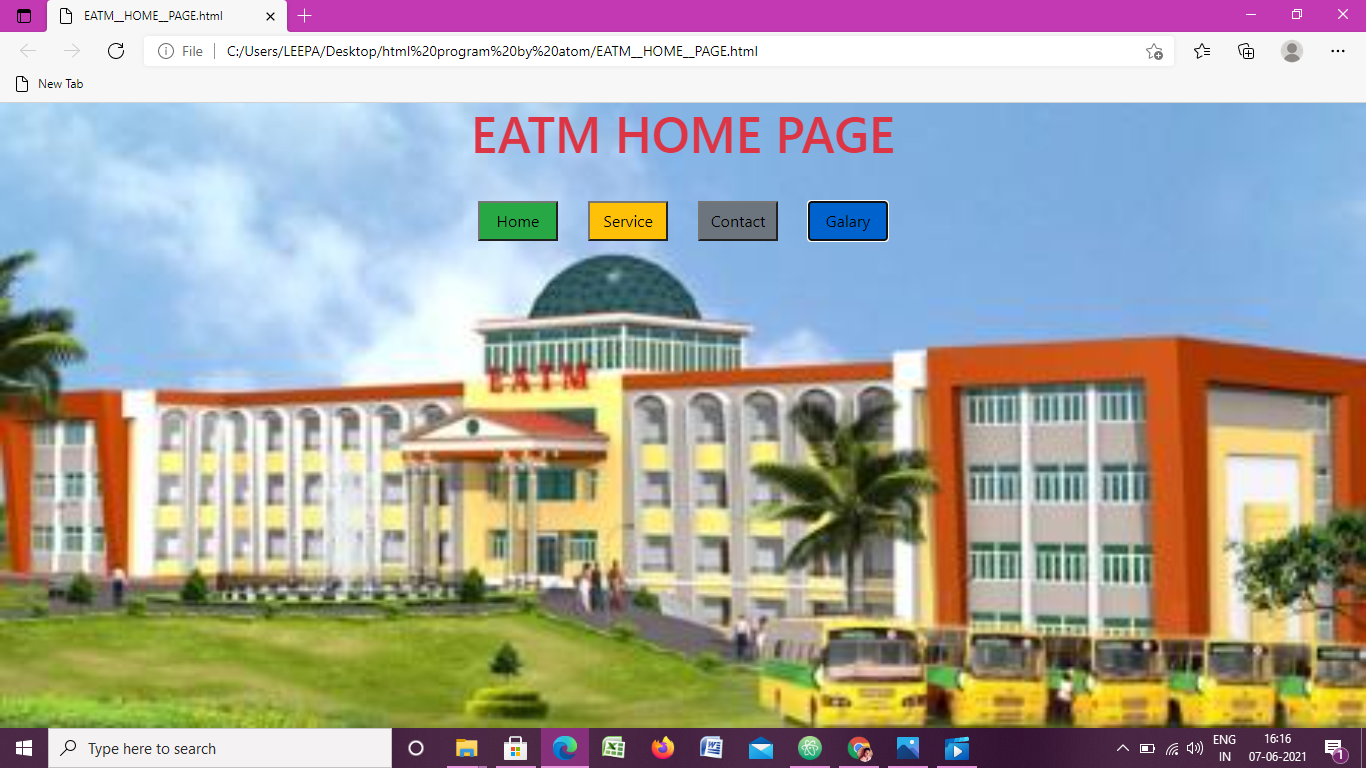 EATM__HOME__PAGE.html
File
C:/Users/LEEPA/Desktop/html%20program%20by%20atom/EATM__HOME__PAGE.html
New Tab
EATM HOME PAGE
Home Service Contact Galary
EATM
Type here to search
ENG
IN
16:16
07-06-2021
1